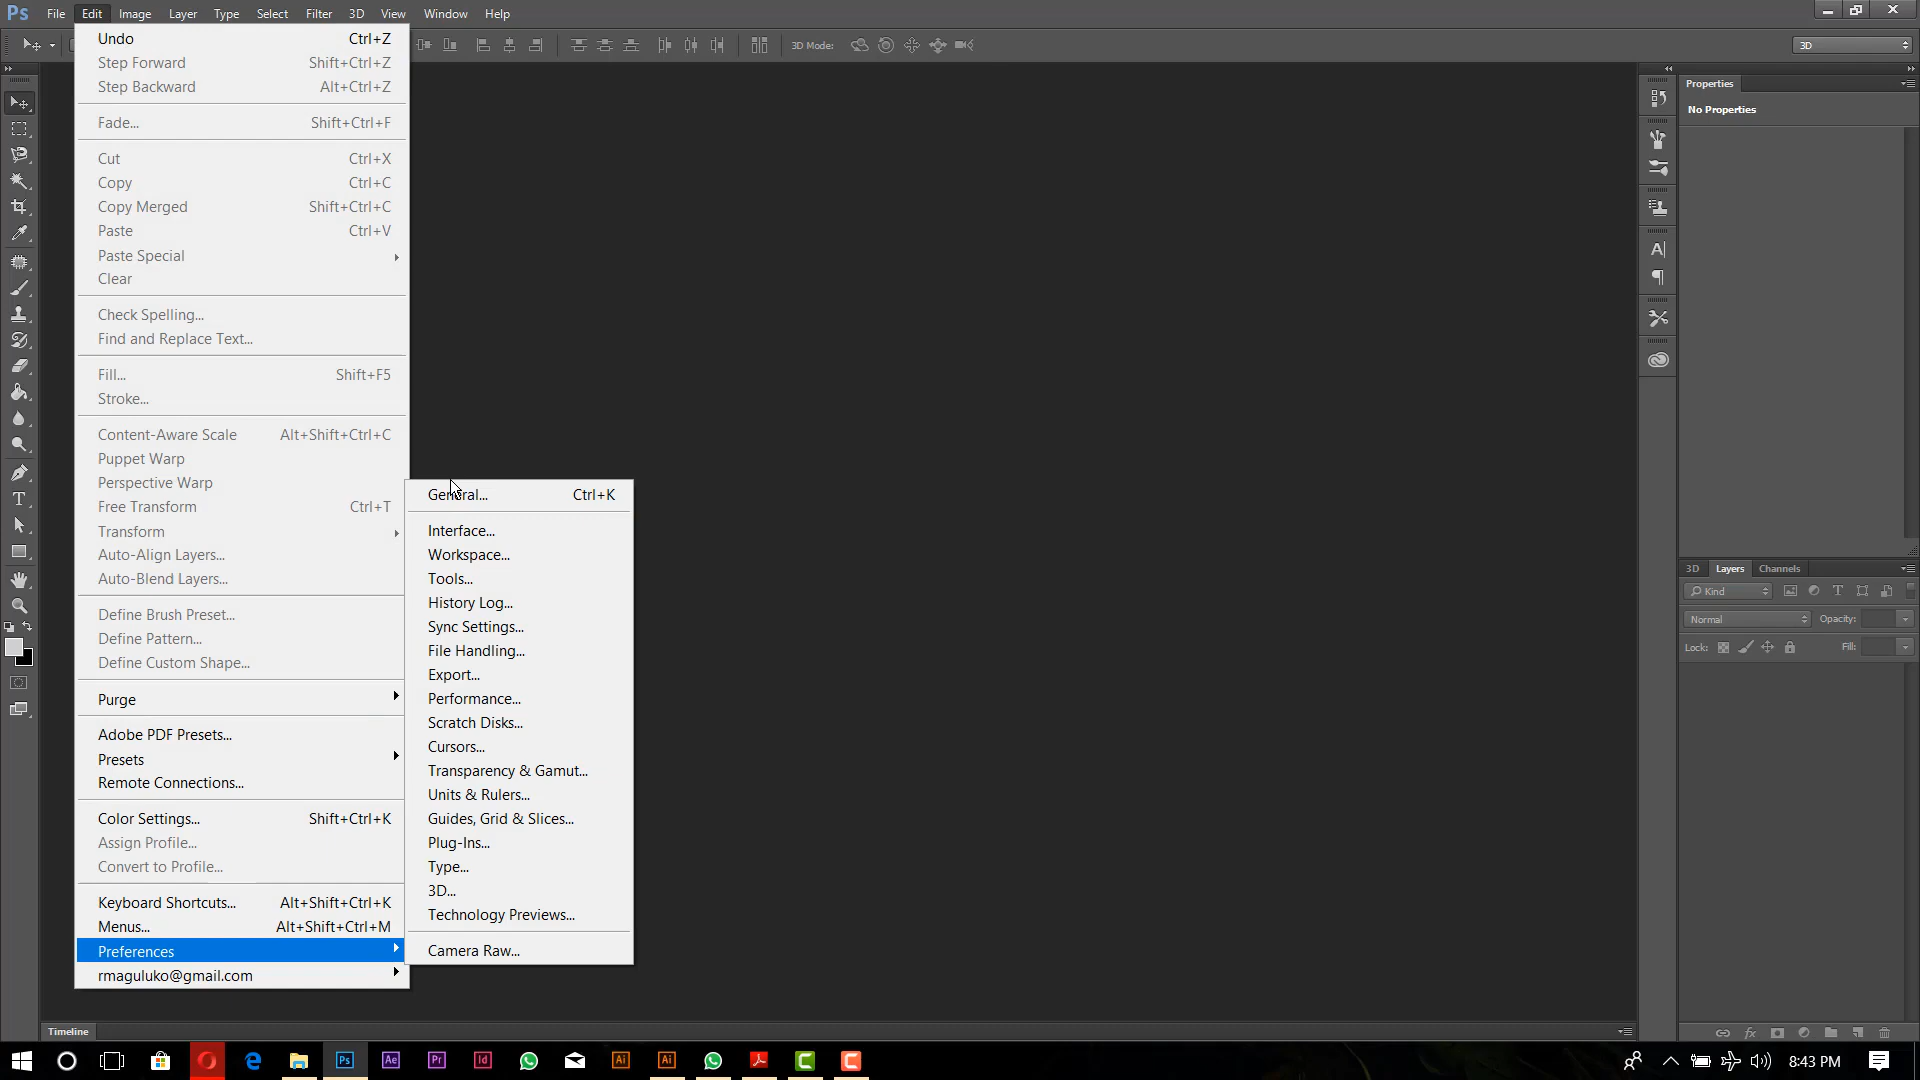 Ps File Edit Image Layer Type Select Filter 3D View Window Help
3D Mode: 3D
Undo Ctrl+Z
Step Forward Shift+Ctrl+Z
Step Backward Alt+Ctrl+Z
Fade... Shift+Ctrl+F
Cut Ctrl+X
Copy Ctrl+C
Copy Merged Shift+Ctrl+C
Paste Ctrl+V
Paste Special
Clear
Check Spelling...
Find and Replace Text...
Fill... Shift+F5
Stroke...
Content-Aware Scale Alt+Shift+Ctrl+C
Puppet Warp
Perspective Warp
Free Transform Ctrl+T
Transform
Auto-Align Layers...
Auto-Blend Layers...
Define Brush Preset...
Define Pattern...
Define Custom Shape...
Purge
Adobe PDF Presets...
Presets
Remote Connections...
Color Settings... Shift+Ctrl+K
Assign Profile...
Convert to Profile...
Keyboard Shortcuts... Alt+Shift+Ctrl+K
Menus... Alt+Shift+Ctrl+M
Preferences
rmaguluko@gmail.com
General... Ctrl+K
Interface...
Workspace...
Tools...
History Log...
Sync Settings...
File Handling...
Export...
Performance...
Scratch Disks...
Cursors...
Transparency & Gamut...
Units & Rulers...
Guides, Grid & Slices...
Plug-Ins...
Type...
3D...
Technology Previews...
Camera Raw...
Properties
No Properties
3D Layers Channels
Kind
Normal Opacity:
Lock: Fill:
Timeline
Ps Ae Pr Id Ai Ai 8:43 PM